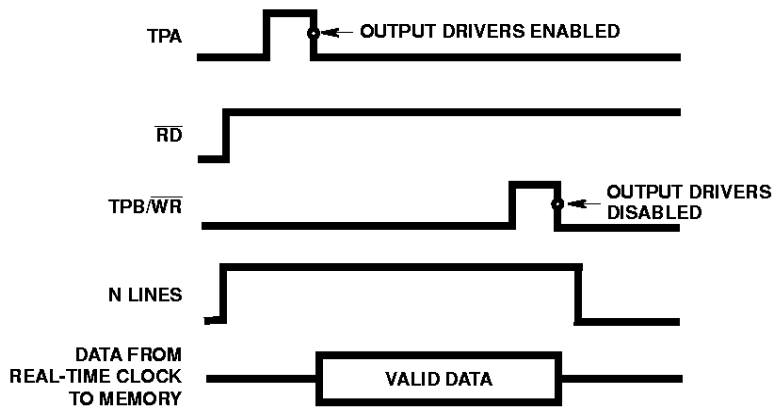 TPA
OUTPUT DRIVERS ENABLED
RD
TPB/WR
OUTPUT DRIVERS
DISABLED
N LINES
DATA FROM
REAL-TIME CLOCK
TO MEMORY
VALID DATA